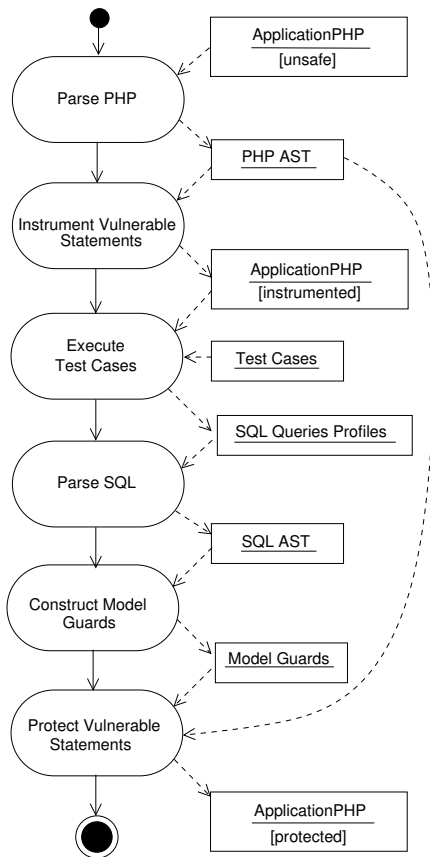 ApplicationPHP
[unsafe]
Parse PHP
PHP AST
Instrument Vulnerable
Statements
ApplicationPHP
[instrumented]
Execute
Test Cases
Test Cases
SQL Queries Profiles
Parse SQL
SQL AST
Construct Model
Guards
Model Guards
Protect Vulnerable
Statements
ApplicationPHP
[protected]